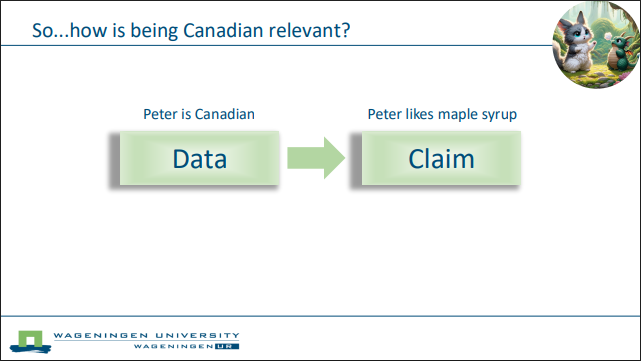 So...how is being Canadian relevant?
Peter is Canadian
Peter likes maple syrup
Data
Claim
WAGENINGEN UNIVERSITY
WAGENINGEN UR